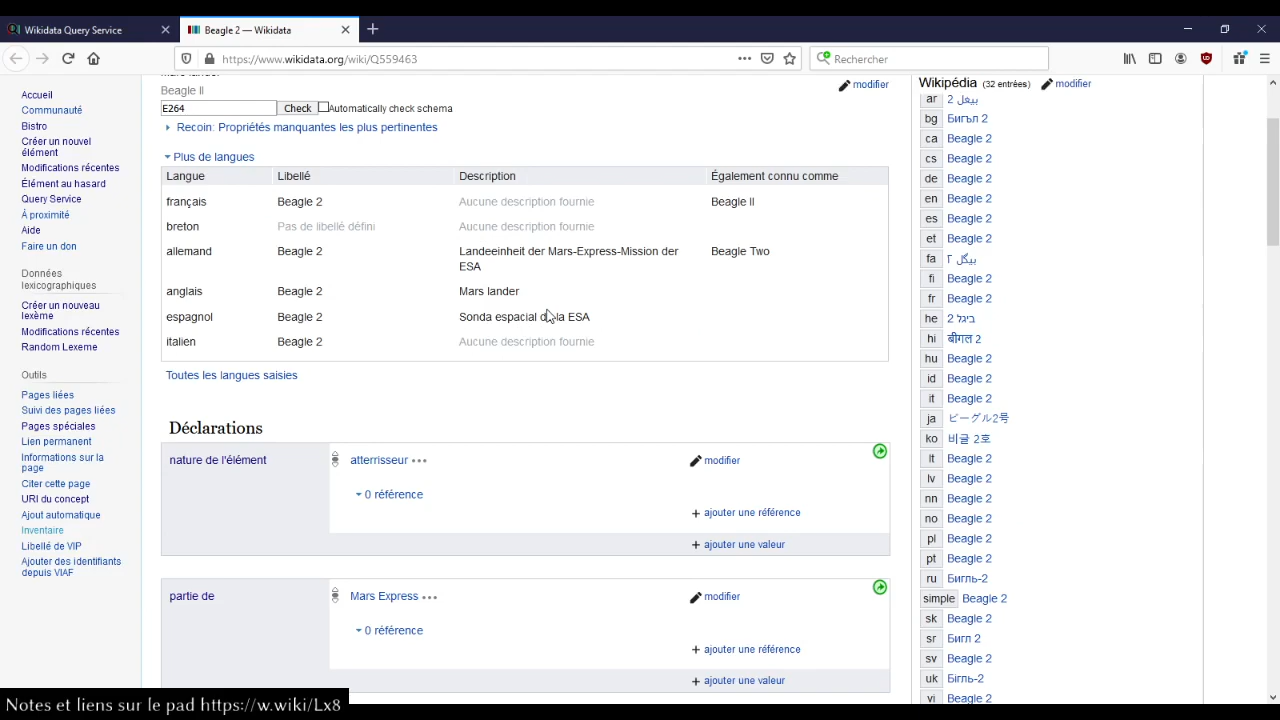 Wikidata Query Service
Beagle 2 — Wikidata
https://www.wikidata.org/wiki/Q559463
Rechercher
Beagle II
modifier
E264
Check
Automatically check schema
Recoin: Propriétés manquantes les plus pertinentes
Plus de langues
Langue Libellé Description Également connu comme
français Beagle 2 Aucune description fournie Beagle II
breton Pas de libellé défini Aucune description fournie
allemand Beagle 2 Landeeinheit der Mars-Express-Mission der Beagle Two
ESA
anglais Beagle 2 Mars lander
espagnol Beagle 2 Sonda espacial de la ESA
italien Beagle 2 Aucune description fournie
Toutes les langues saisies
Déclarations
nature de l'élément
atterrisseur
modifier
0 référence
+ ajouter une référence
+ ajouter une valeur
partie de
Mars Express
modifier
0 référence
+ ajouter une référence
+ ajouter une valeur
Accueil
Communauté
Bistro
Créer un nouvel
élément
Modifications récentes
Élément au hasard
Query Service
À proximité
Aide
Faire un don
Données
lexicographiques
Créer un nouveau
lexème
Modifications récentes
Random Lexeme
Outils
Pages liées
Suivi des pages liées
Pages spéciales
Lien permanent
Informations sur la
page
Citer cette page
URI du concept
Ajout automatique
Inventaire
Libellé de VIP
Ajouter des identifiants
depuis VIAF
Wikipédia (32 entrées) modifier
ar بيغل 2
bg Бигъл 2
ca Beagle 2
cs Beagle 2
de Beagle 2
en Beagle 2
es Beagle 2
et Beagle 2
fa بیگل ۲
fi Beagle 2
fr Beagle 2
he ביגל 2
hi बीगल 2
hu Beagle 2
id Beagle 2
it Beagle 2
ja ビーグル2号
ko 비글 2호
lt Beagle 2
lv Beagle 2
nn Beagle 2
no Beagle 2
pl Beagle 2
pt Beagle 2
ru Бигль-2
simple Beagle 2
sk Beagle 2
sr Бигл 2
sv Beagle 2
uk Бігль-2
vi Beagle 2
Notes et liens sur le pad https://w.wiki/Lx8